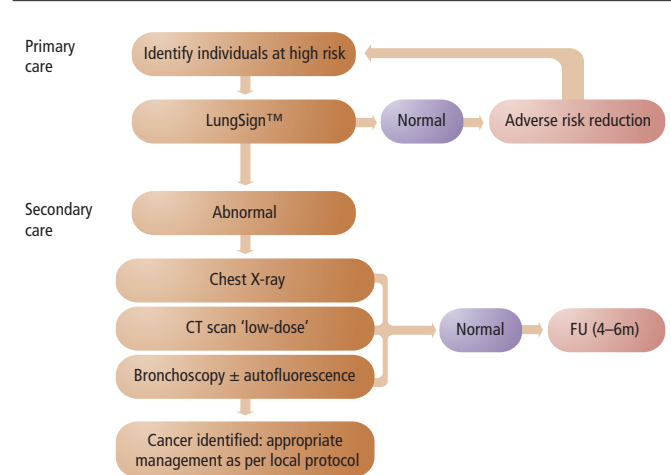 Primary
care
Identify individuals at high risk
LungSign™
Normal
Adverse risk reduction
Secondary
care
Abnormal
Chest X-ray
CT scan ‘low-dose’
Normal
FU (4–6m)
Bronchoscopy ± autofluorescence
Cancer identified: appropriate
management as per local protocol